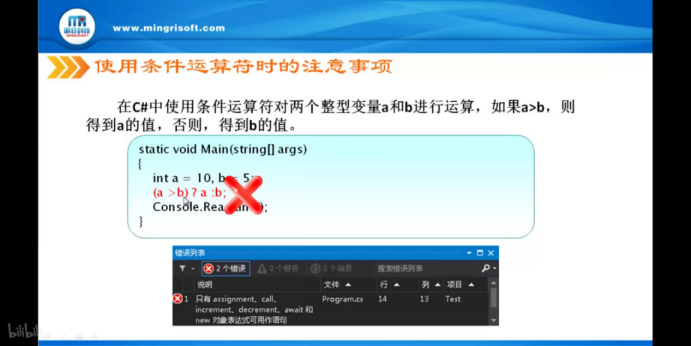 明日科技
MINGRISOFT
www.mingrisoft.com
使用条件运算符时的注意事项
在C#中使用条件运算符对两个整型变量a和b进行运算，如果a>b，则
得到a的值，否则，得到b的值。
static void Main(string[] args)
{
int a = 10, b = 5;
(a >b) ? a :b;
Console.Rea
}
错误列表
2 个错误 0 个警告 0 个消息 搜索错误列表
说明 文件 行 列 项目
1 只有 assignment、call、 Program.cs 14 13 Test
increment、decrement、await 和
new 对象表达式可用作语句
bilibili